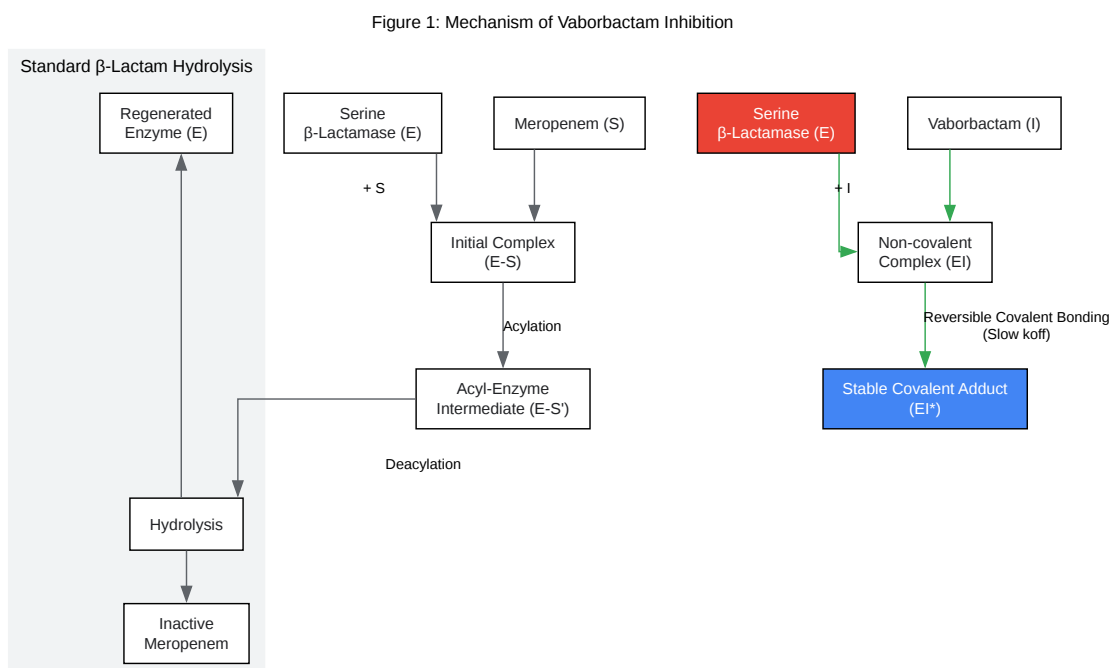 Figure 1: Mechanism of Vaborbactam Inhibition
Standard β-Lactam Hydrolysis
Regenerated
Enzyme (E)
Serine
β-Lactamase (E)
Meropenem (S)
Serine
β-Lactamase (E)
Vaborbactam (I)
+ S
+ I
Initial Complex
(E-S)
Non-covalent
Complex (EI)
Acylation
Reversible Covalent Bonding
(Slow koff)
Acyl-Enzyme
Intermediate (E-S')
Stable Covalent Adduct
(EI*)
Deacylation
Hydrolysis
Inactive
Meropenem